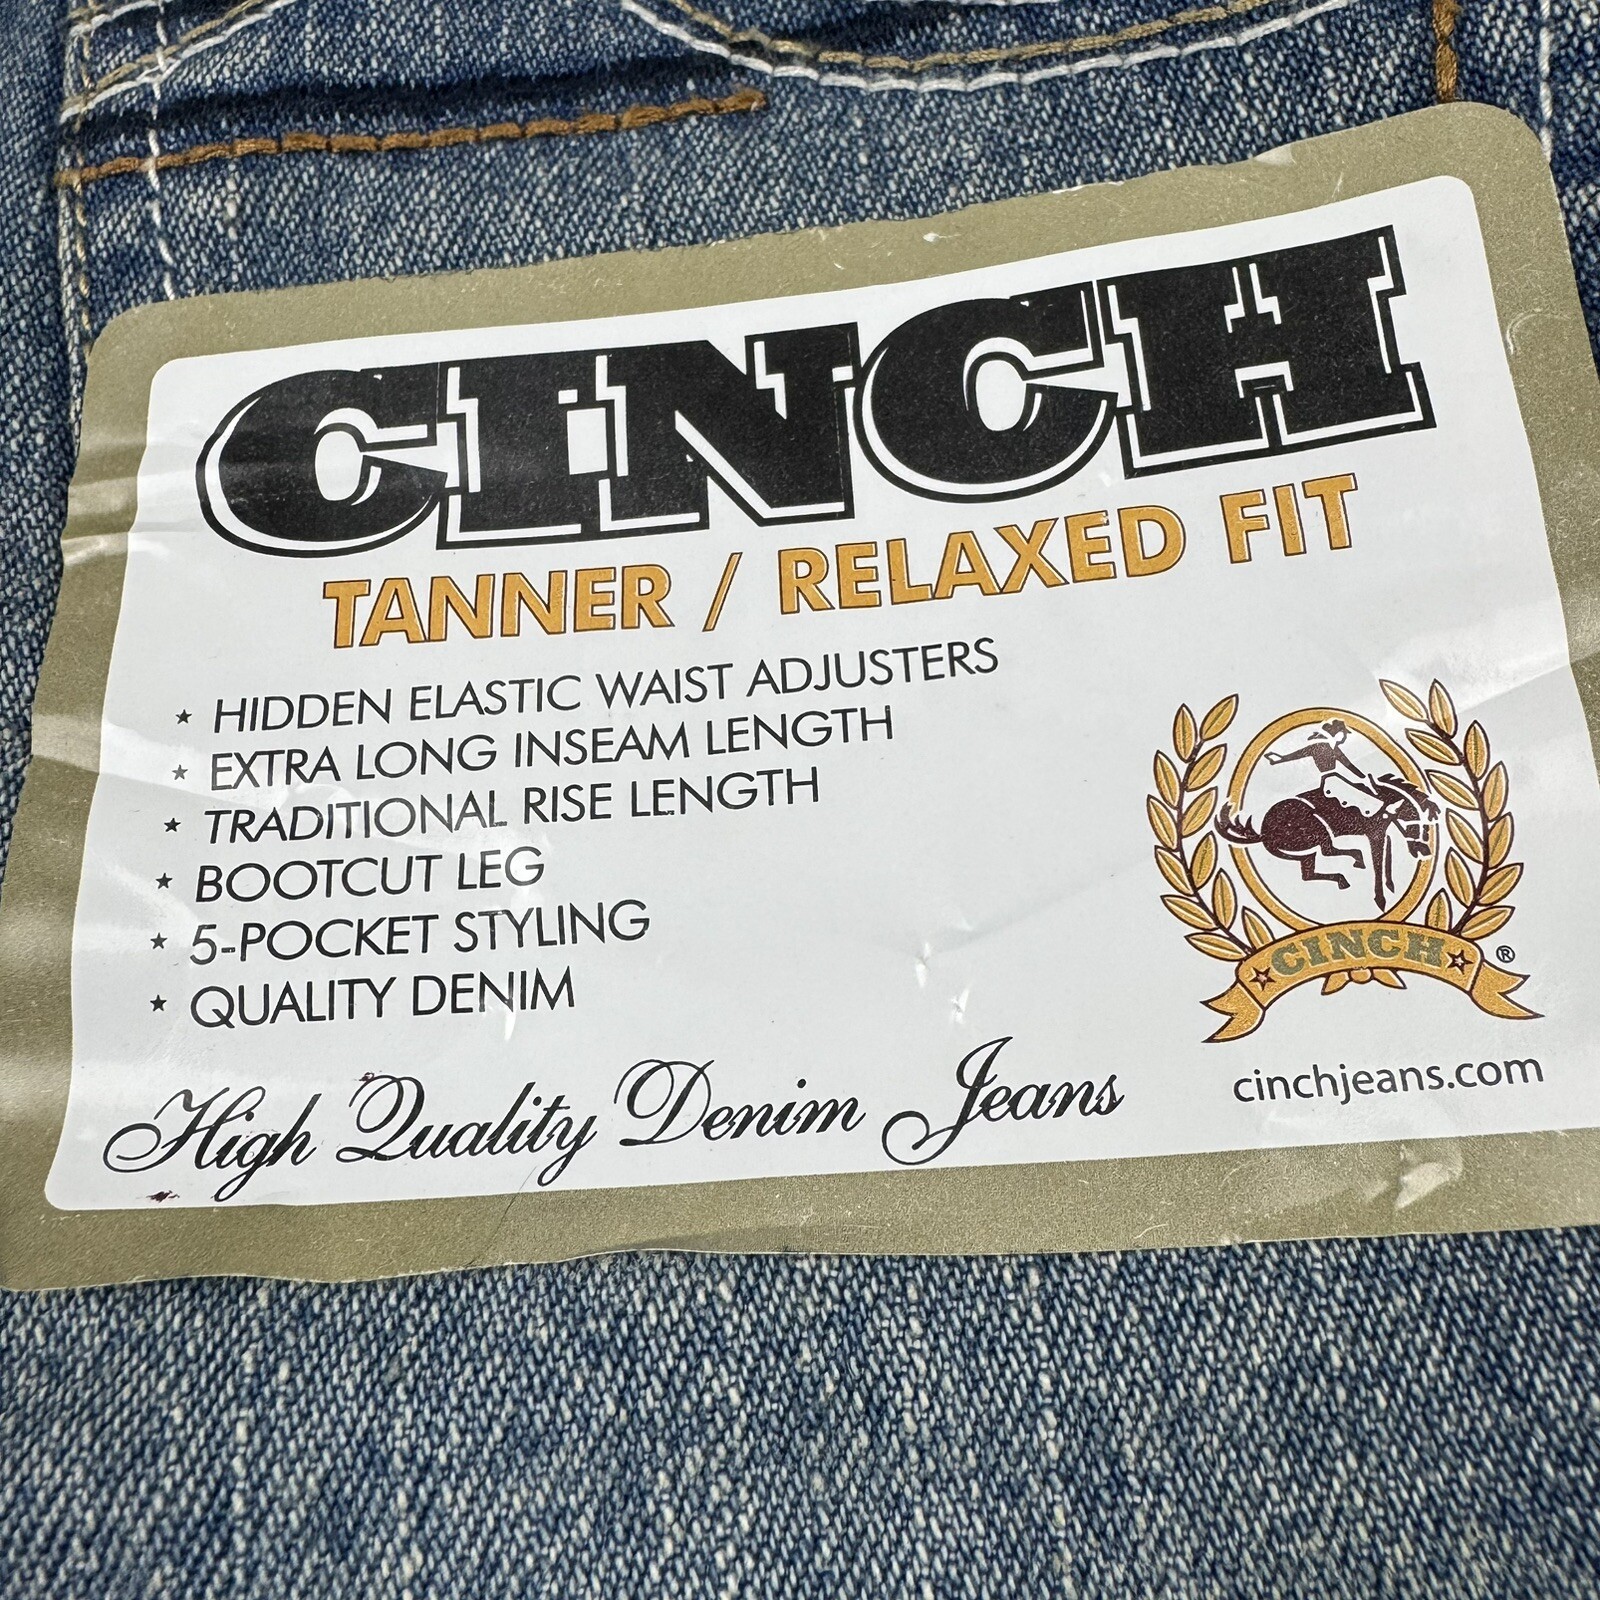 CINCH
TANNER / RELAXED FIT
★ HIDDEN ELASTIC WAIST ADJUSTERS
★ EXTRA LONG INSEAM LENGTH
★ TRADITIONAL RISE LENGTH
★ BOOTCUT LEG
★ 5-POCKET STYLING
★ QUALITY DENIM
High Quality Denim Jeans
☆CINCH☆ ®
cinchjeans.com